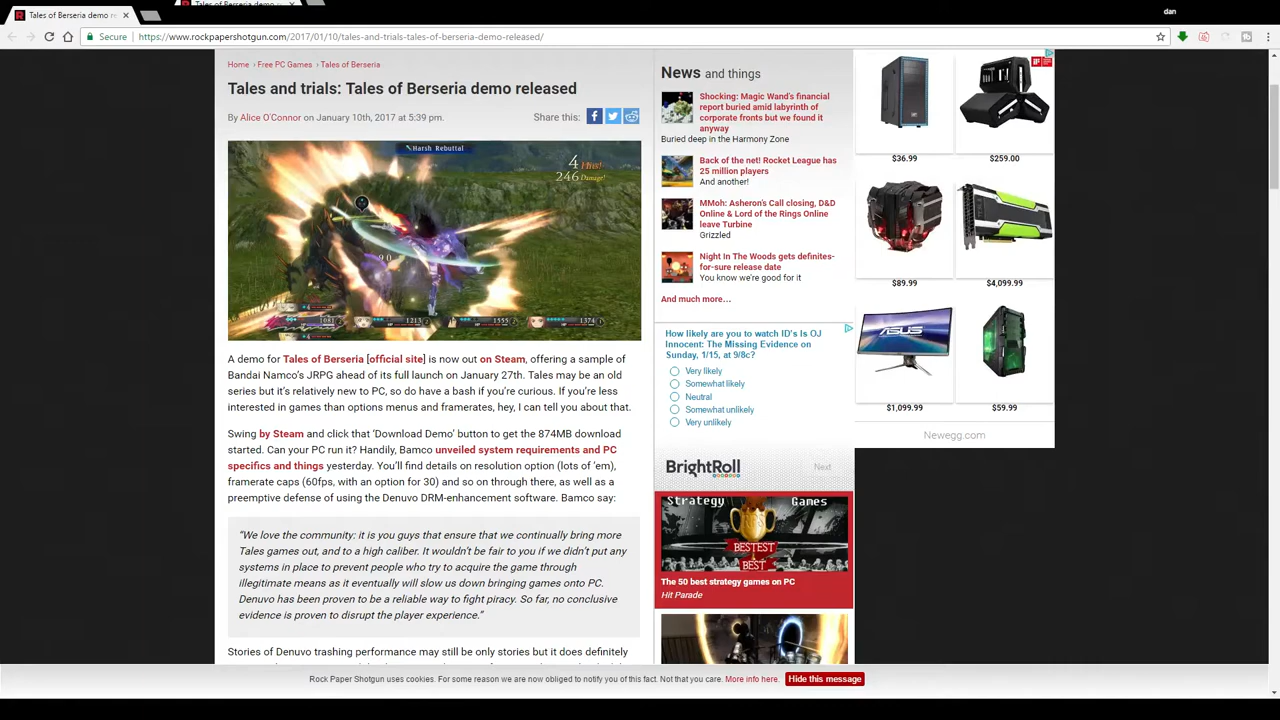 Tales of Berseria demo re
Tales of Berseria demo re
dan
Secure
https://www.rockpapershotgun.com/2017/01/10/tales-and-trials-tales-of-berseria-demo-released/
Home › Free PC Games › Tales of Berseria
Tales and trials: Tales of Berseria demo released
By Alice O'Connor on January 10th, 2017 at 5:39 pm.
Share this:
Harsh Rebuttal
4 Hits!
246 Damage!
1081
1213
1555
1374
A demo for Tales of Berseria [official site] is now out on Steam, offering a sample of
Bandai Namco's JRPG ahead of its full launch on January 27th. Tales may be an old
series but it's relatively new to PC, so do have a bash if you're curious. If you're less
interested in games than options menus and framerates, hey, I can tell you about that.
Swing by Steam and click that 'Download Demo' button to get the 874MB download
started. Can your PC run it? Handily, Bamco unveiled system requirements and PC
specifics and things yesterday. You'll find details on resolution option (lots of 'em),
framerate caps (60fps, with an option for 30) and so on through there, as well as a
preemptive defense of using the Denuvo DRM-enhancement software. Bamco say:
"We love the community: it is you guys that ensure that we continually bring more
Tales games out, and to a high caliber. It wouldn't be fair to you if we didn't put any
systems in place to prevent people who try to acquire the game through
illegitimate means as it eventually will slow us down bringing games onto PC.
Denuvo has been proven to be a reliable way to fight piracy. So far, no conclusive
evidence is proven to disrupt the player experience."
Stories of Denuvo trashing performance may still be only stories but it does definitely
News and things
Shocking: Magic Wand's financial
report buried amid labyrinth of
corporate fronts but we found it
anyway
Buried deep in the Harmony Zone
Back of the net! Rocket League has
25 million players
And another!
MMoh: Asheron's Call closing, D&D
Online & Lord of the Rings Online
leave Turbine
Grizzled
Night In The Woods gets definites-
for-sure release date
You know we're good for it
And much more…
How likely are you to watch ID's Is OJ
Innocent: The Missing Evidence on
Sunday, 1/15, at 9/8c?
Very likely
Somewhat likely
Neutral
Somewhat unlikely
Very unlikely
BrightRoll
Next
Strategy Games
BESTEST
BEST
The 50 best strategy games on PC
Hit Parade
$36.99
$259.00
$89.99
$4,099.99
ASUS
$1,099.99
$59.99
Newegg.com
Rock Paper Shotgun uses cookies. For some reason we are now obliged to notify you of this fact. Not that you care. More info here.
Hide this message